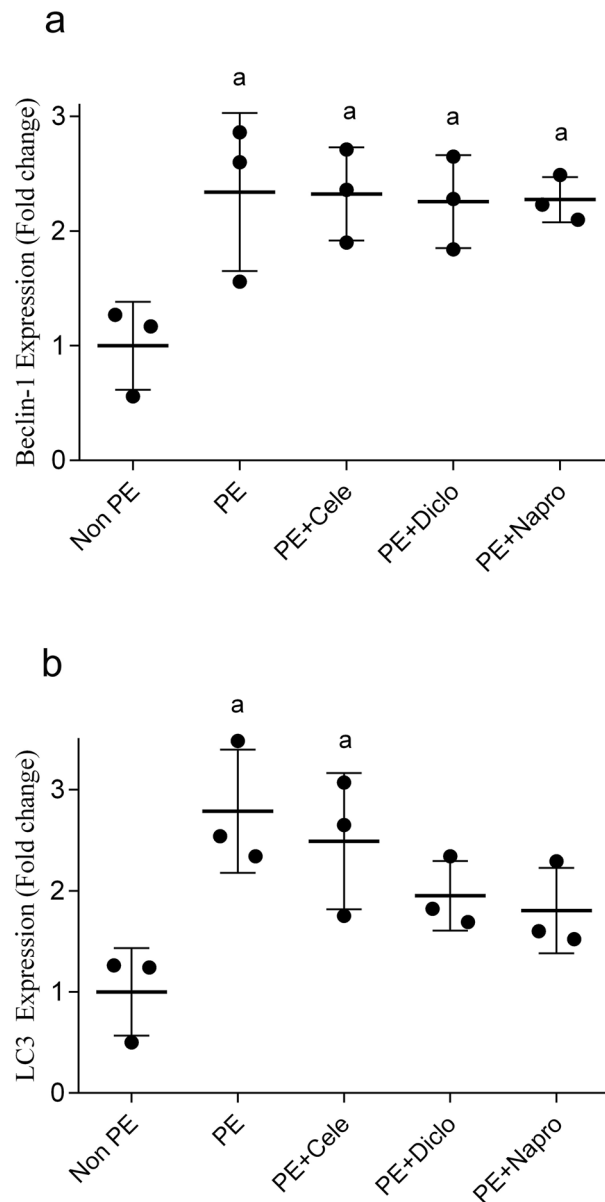 a
Beclin-1 Expression (Fold change)
3
2
1
0
a
a
a
a
Non PE
PE
PE+Cele
PE+Diclo
PE+Napro
b
LC3 Expression (Fold change)
3
2
1
0
a
a
Non PE
PE
PE+Cele
PE+Diclo
PE+Napro